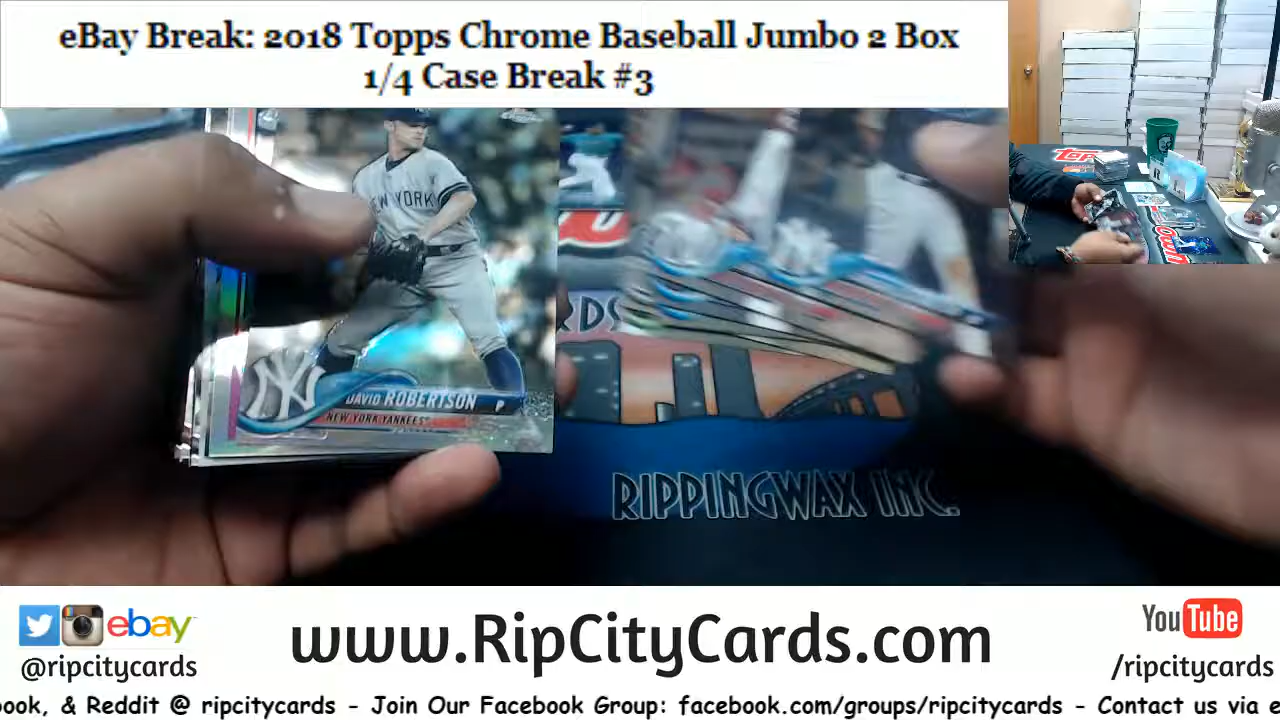 eBay Break: 2018 Topps Chrome Baseball Jumbo 2 Box
1/4 Case Break #3
NEW YORK
DAVID ROBERTSON P
NEW YORK YANKEES
RIPPINGWAX INC.
ebay
@ripcitycards
www.RipCityCards.com
YouTube
/ripcitycards
ook, & Reddit @ ripcitycards - Join Our Facebook Group: facebook.com/groups/ripcitycards - Contact us via e